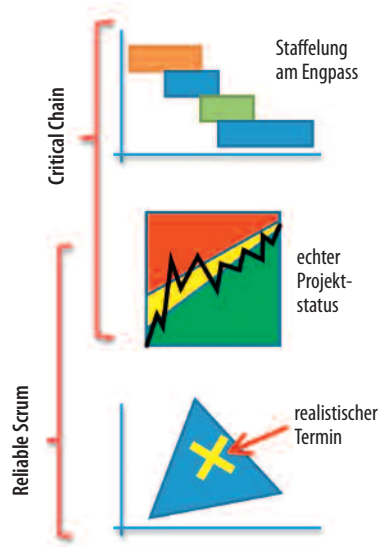 Staffelung
am Engpass
Critical Chain
echter
Projekt-
status
Reliable Scrum
realistischer
Termin